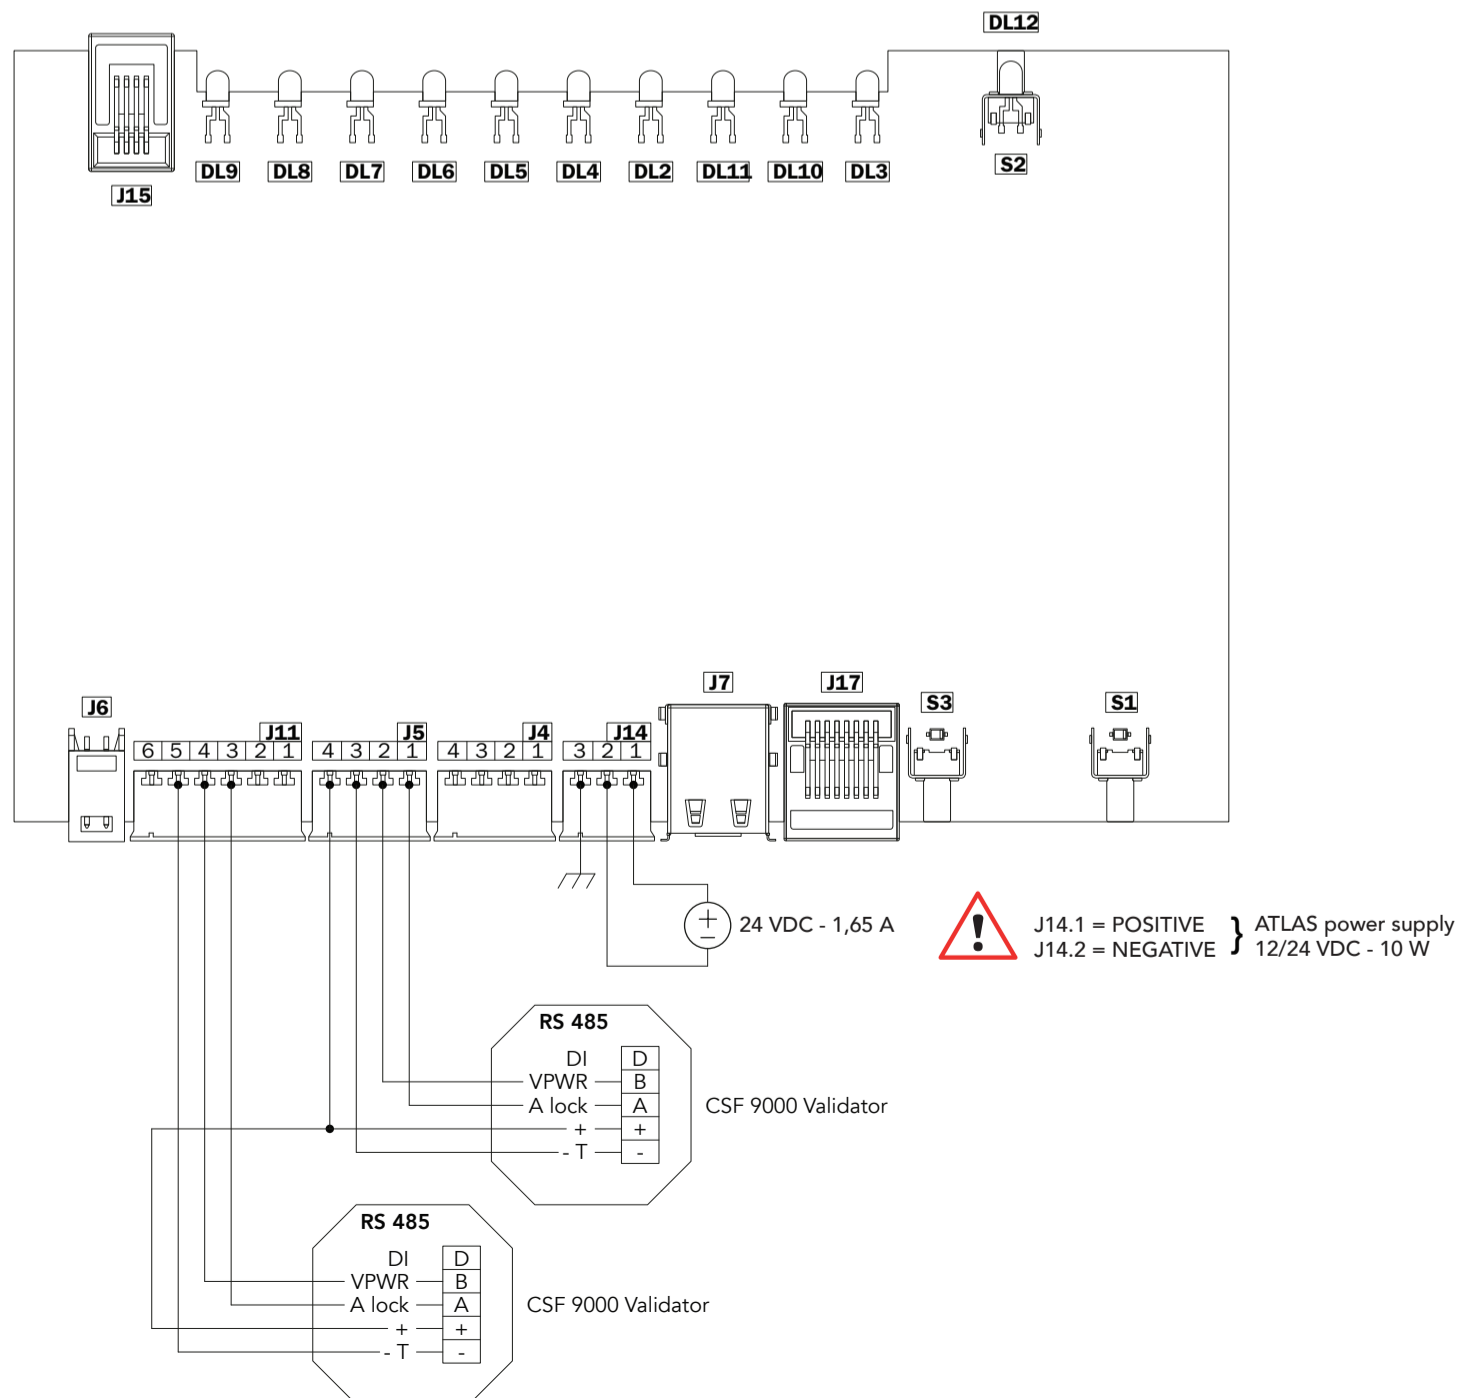 DL12
DL9 DL8 DL7 DL6 DL5 DL4 DL2 DL11 DL10 DL3 S2
J15
J6 J7 J17 S3 S1
J11 J5 J4 J14
6 5 4 3 2 1 4 3 2 1 4 3 2 1 3 2 1
24 VDC - 1,65 A
! J14.1 = POSITIVE } ATLAS power supply
J14.2 = NEGATIVE 12/24 VDC - 10 W
RS 485
DI D
VPWR B
A lock A CSF 9000 Validator
+ +
- T -
RS 485
DI D
VPWR B
A lock A CSF 9000 Validator
+ +
- T -